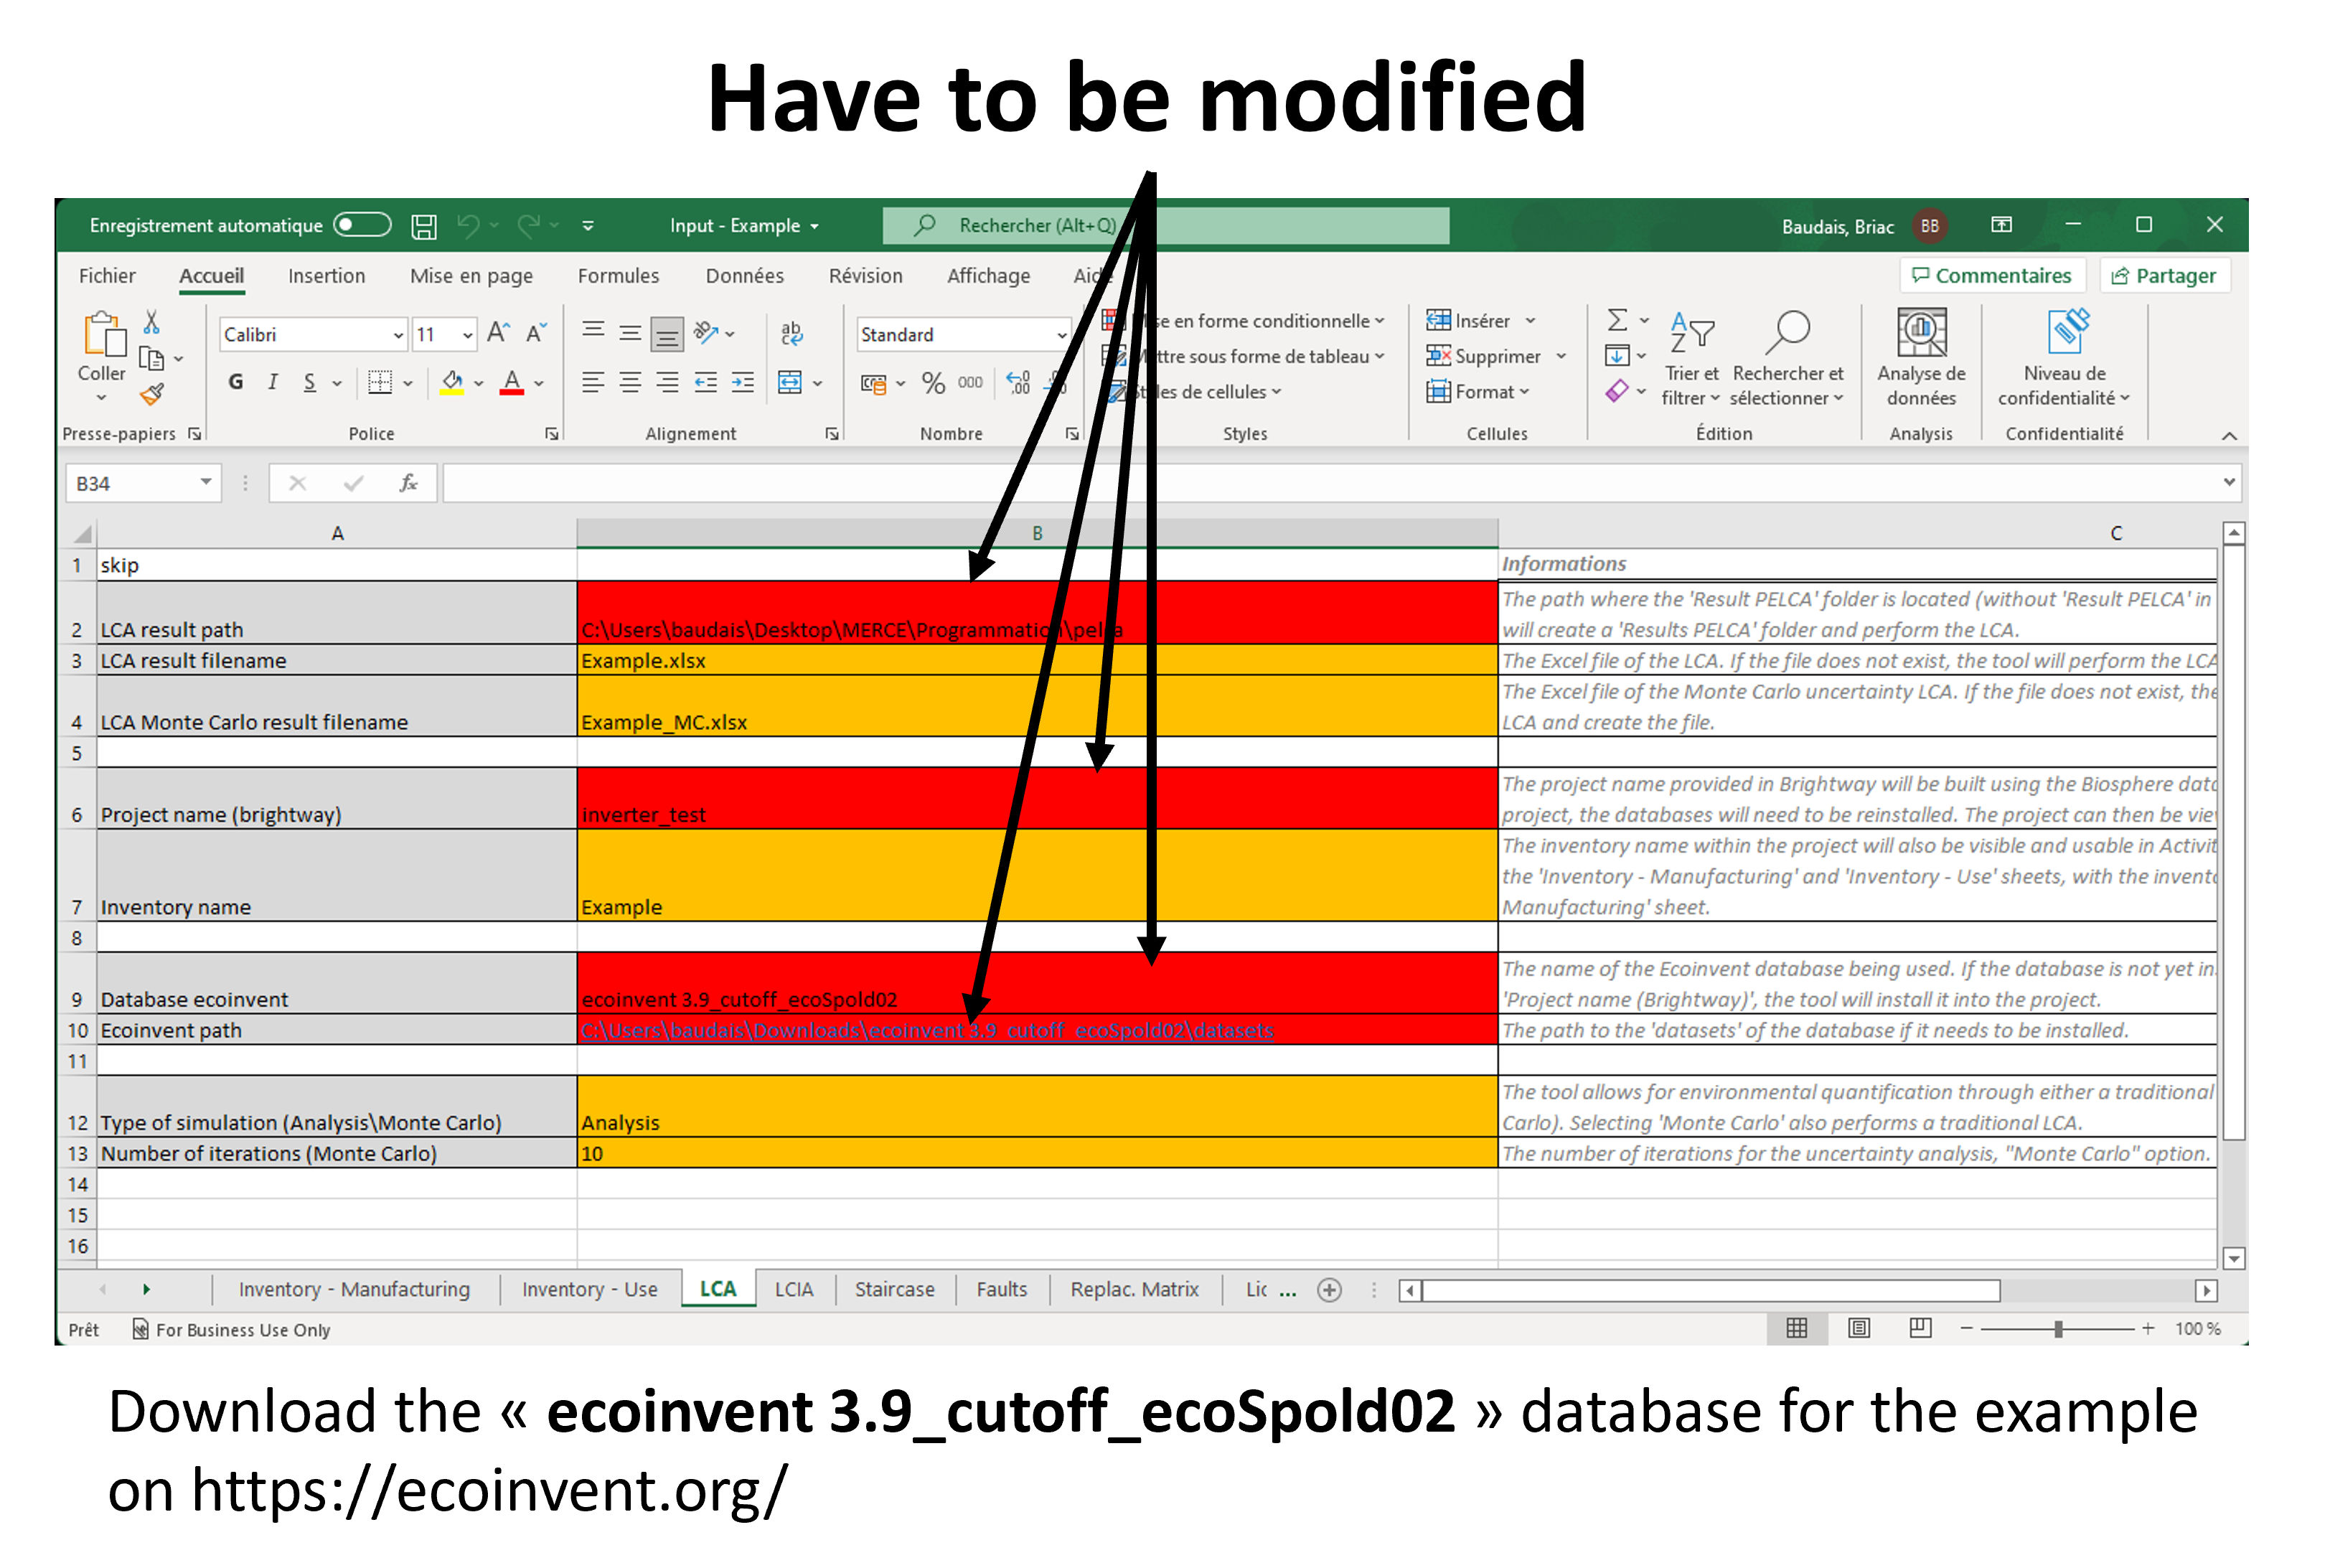 Have to be modified
Enregistrement automatique
Input - Example
Rechercher (Alt+Q)
Baudais, Briac
BB
Fichier
Accueil
Insertion
Mise en page
Formules
Données
Révision
Affichage
Commentaires
Partager
Coller
Presse-papiers
Calibri
11
G I S
Police
ab
Alignement
Standard
% 000
Nombre
en forme conditionnelle
sous forme de tableau
de cellules
Styles
Insérer
Supprimer
Format
Cellules
Trier et
filtrer
Rechercher et
sélectionner
Édition
Analyse de
données
Analysis
Niveau de
confidentialité
Confidentialité
B34
fx
A B C
1 skip Informations
The path where the 'Result PELCA' folder is located (without 'Result PELCA' in
2 LCA result path C:\Users\baudais\Desktop\MERCE\Programmation\pelca will create a 'Results PELCA' folder and perform the LCA.
3 LCA result filename Example.xlsx The Excel file of the LCA. If the file does not exist, the tool will perform the LCA
The Excel file of the Monte Carlo uncertainty LCA. If the file does not exist, the
4 LCA Monte Carlo result filename Example_MC.xlsx LCA and create the file.
5
The project name provided in Brightway will be built using the Biosphere data
6 Project name (brightway) inverter_test project, the databases will need to be reinstalled. The project can then be vie
The inventory name within the project will also be visible and usable in Activit
the 'Inventory - Manufacturing' and 'Inventory - Use' sheets, with the invento
7 Inventory name Example Manufacturing' sheet.
8
The name of the Ecoinvent database being used. If the database is not yet in
9 Database ecoinvent ecoinvent 3.9_cutoff_ecoSpold02 'Project name (Brightway)', the tool will install it into the project.
10 Ecoinvent path C:\Users\baudais\Downloads\ecoinvent 3.9_cutoff_ecoSpold02\datasets The path to the 'datasets' of the database if it needs to be installed.
11
The tool allows for environmental quantification through either a traditional
12 Type of simulation (Analysis\Monte Carlo) Analysis Carlo). Selecting 'Monte Carlo' also performs a traditional LCA.
13 Number of iterations (Monte Carlo) 10 The number of iterations for the uncertainty analysis, "Monte Carlo" option.
14
15
16
Inventory - Manufacturing
Inventory - Use
LCA
LCIA
Staircase
Faults
Replac. Matrix
Lic ...
Prêt
For Business Use Only
100 %
Download the « ecoinvent 3.9_cutoff_ecoSpold02 » database for the example
on https://ecoinvent.org/